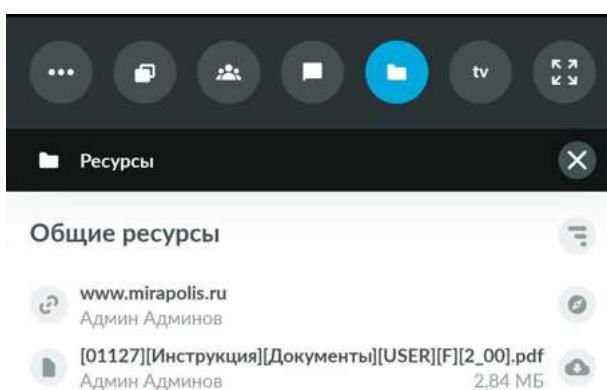 tv
Ресурсы
Общие ресурсы
www.mirapolis.ru
Админ Админов
[01127][Инструкция][Документы][USER][F][2_00].pdf
Админ Админов 2,84 МБ